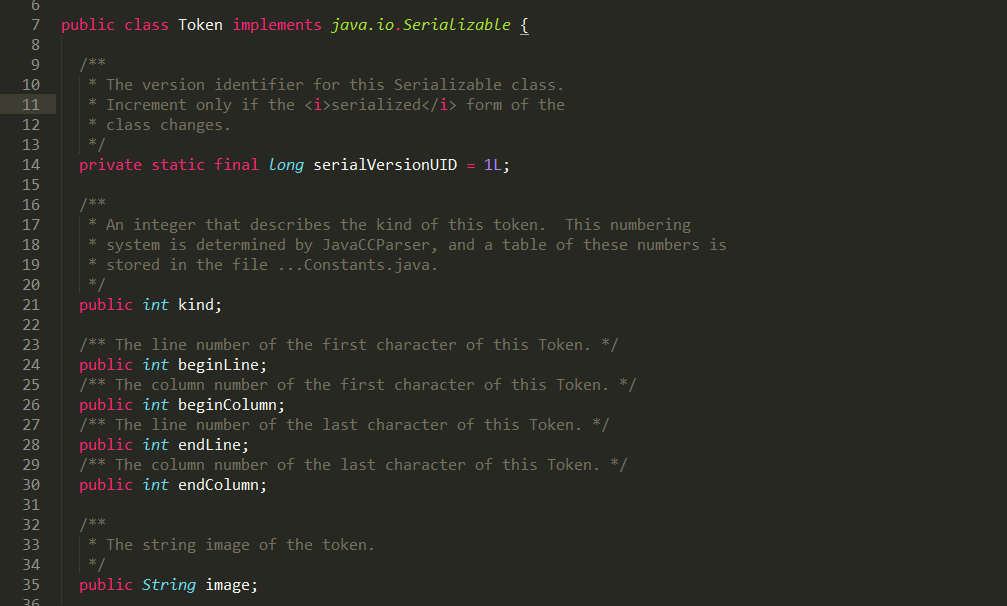 6
7 public class Token implements java.io.Serializable {
8
9 /**
10 * The version identifier for this Serializable class.
11 * Increment only if the <i>serialized</i> form of the
12 * class changes.
13 */
14 private static final long serialVersionUID = 1L;
15
16 /**
17 * An integer that describes the kind of this token.  This numbering
18 * system is determined by JavaCCParser, and a table of these numbers is
19 * stored in the file ...Constants.java.
20 */
21 public int kind;
22
23 /** The line number of the first character of this Token. */
24 public int beginLine;
25 /** The column number of the first character of this Token. */
26 public int beginColumn;
27 /** The line number of the last character of this Token. */
28 public int endLine;
29 /** The column number of the last character of this Token. */
30 public int endColumn;
31
32 /**
33 * The string image of the token.
34 */
35 public String image;
36